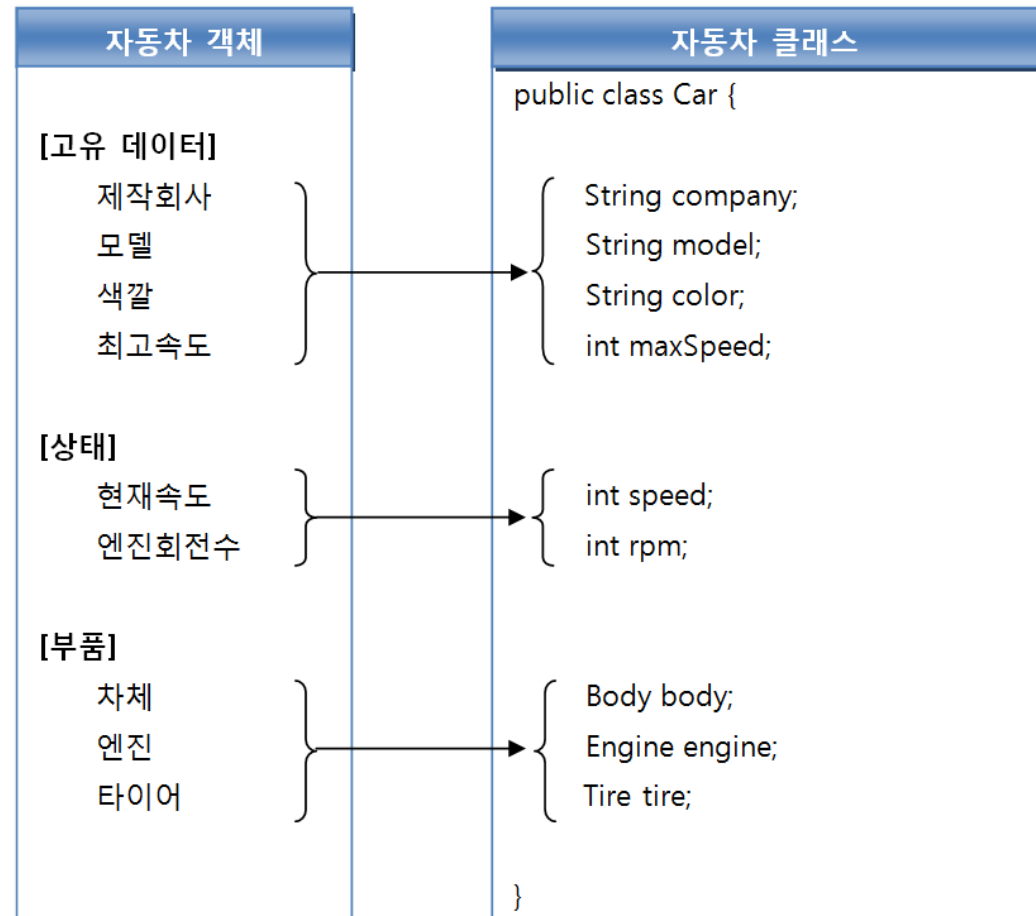 자동차 객체
[고유 데이터]
제작회사
모델
색깔
최고속도
[상태]
현재속도
엔진회전수
[부품]
차체
엔진
타이어
자동차 클래스
public class Car {
String company;
String model;
String color;
int maxSpeed;
int speed;
int rpm;
Body body;
Engine engine;
Tire tire;
}